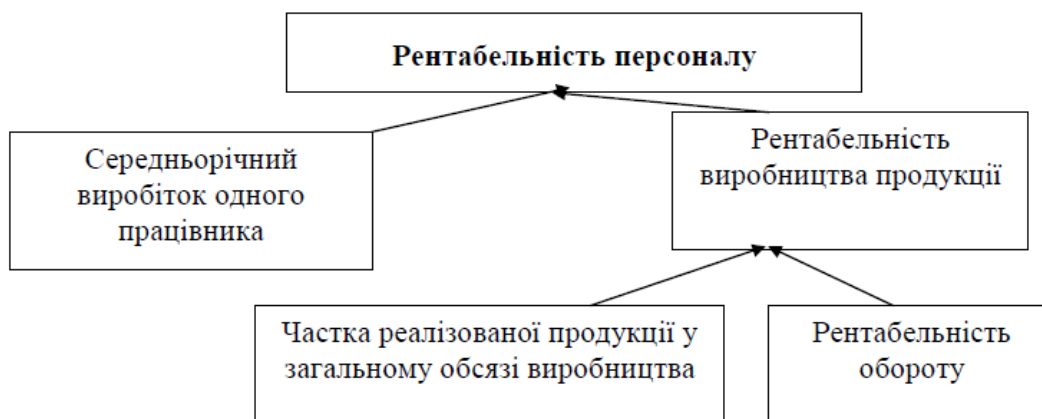 Рентабельність персоналу
Середньорічний
виробіток одного
працівника
Рентабельність
виробництва продукції
Частка реалізованої продукції у
загальному обсязі виробництва
Рентабельність
обороту